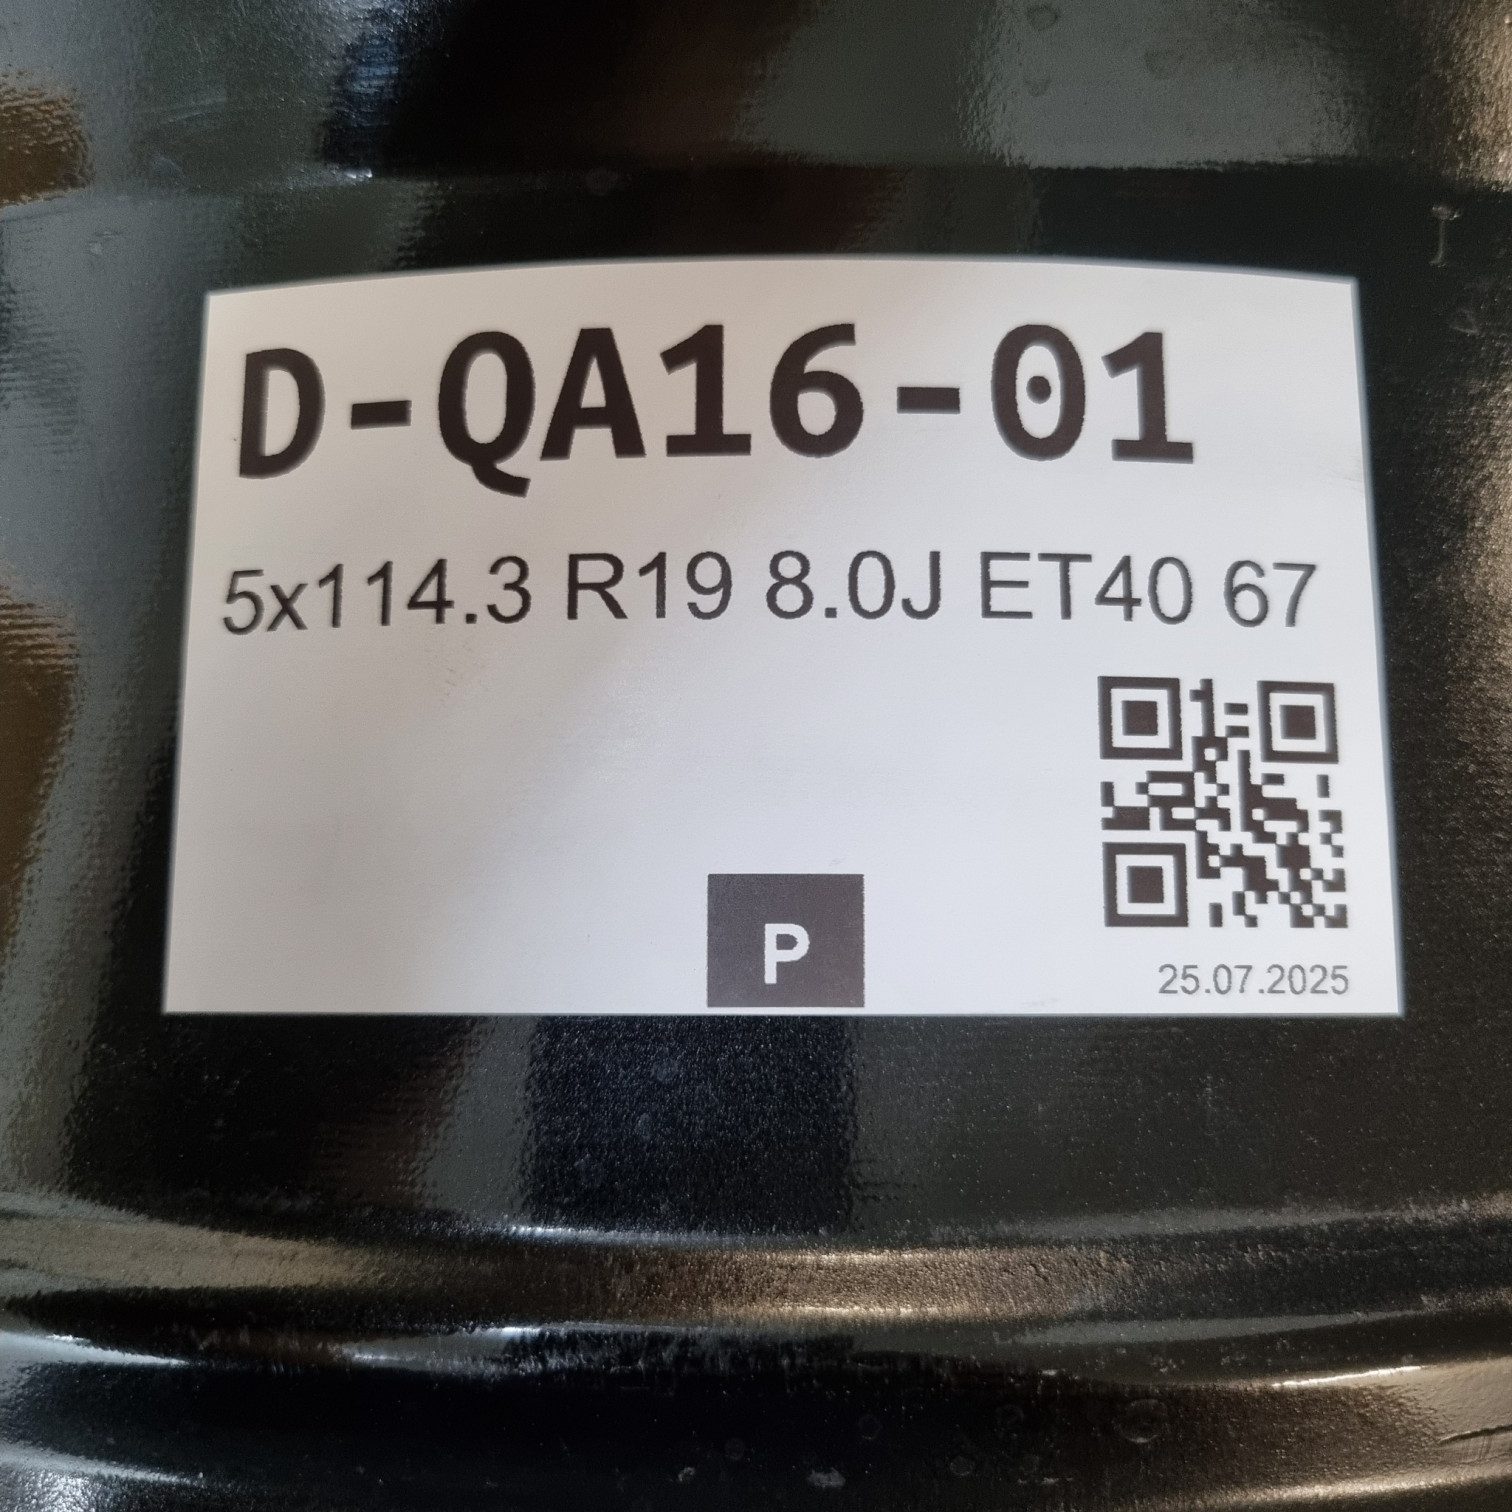 D-QA16-01
5x114.3 R19 8.0J ET40 67
P
25.07.2025